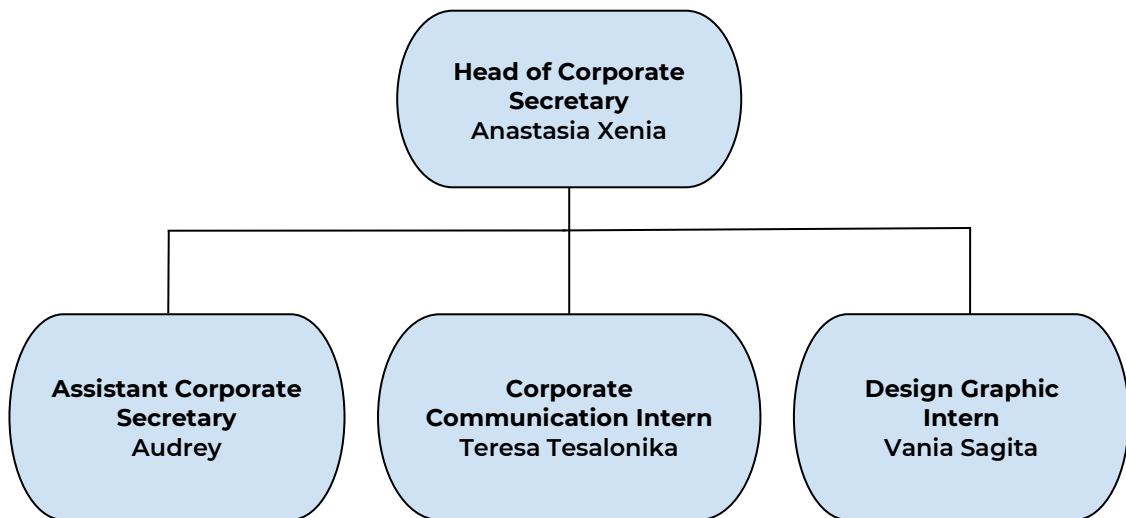 Head of Corporate
Secretary
Anastasia Xenia
Assistant Corporate
Secretary
Audrey
Corporate
Communication Intern
Teresa Tesalonika
Design Graphic
Intern
Vania Sagita